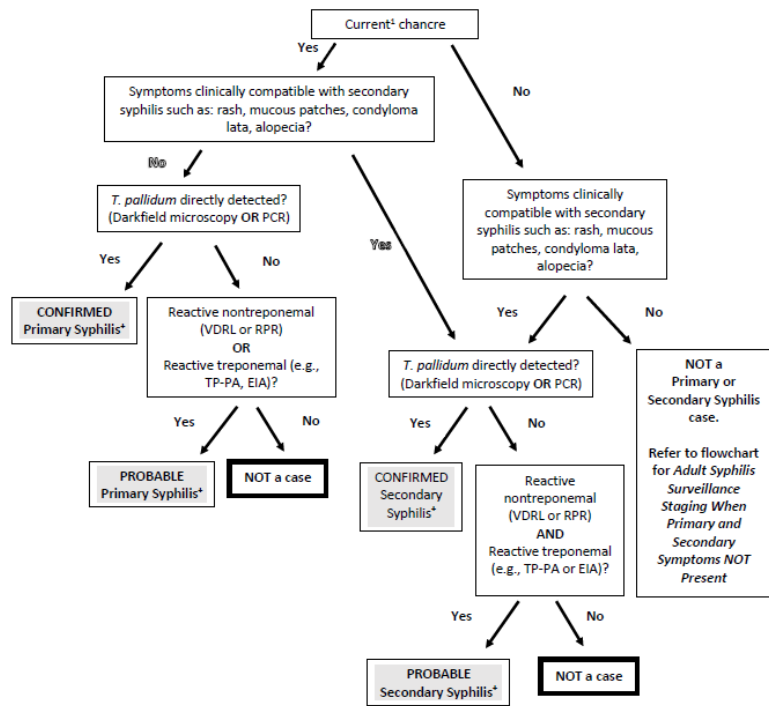 Current¹ chancre
Yes
No
Symptoms clinically compatible with secondary
syphilis such as: rash, mucous patches, condyloma
lata, alopecia?
No
Yes
T. pallidum directly detected?
(Darkfield microscopy OR PCR)
Symptoms clinically
compatible with secondary
syphilis such as: rash, mucous
patches, condyloma lata,
alopecia?
Yes
No
Yes
No
CONFIRMED
Primary Syphilis⁺
Reactive nontreponemal
(VDRL or RPR)
OR
Reactive treponemal (e.g.,
TP-PA, EIA)?
T. pallidum directly detected?
(Darkfield microscopy OR PCR)
NOT a
Primary or
Secondary Syphilis
case.
Refer to flowchart
for Adult Syphilis
Surveillance
Staging When
Primary and
Secondary
Symptoms NOT
Present
Yes
No
Yes
No
PROBABLE
Primary Syphilis⁺
NOT a case
CONFIRMED
Secondary
Syphilis⁺
Reactive
nontreponemal
(VDRL or RPR)
AND
Reactive treponemal
(e.g., TP-PA or EIA)?
Yes
No
PROBABLE
Secondary Syphilis⁺
NOT a case